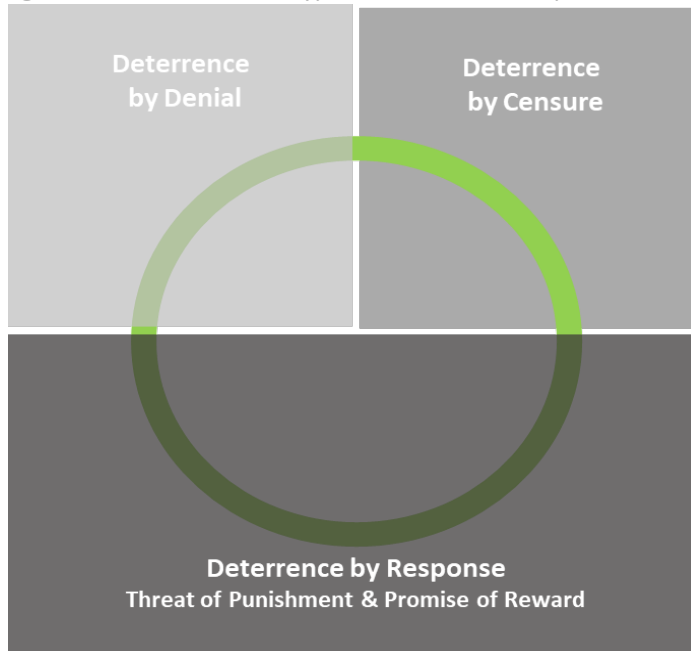 Deterrence
by Denial
Deterrence
by Censure
Deterrence by Response
Threat of Punishment & Promise of Reward